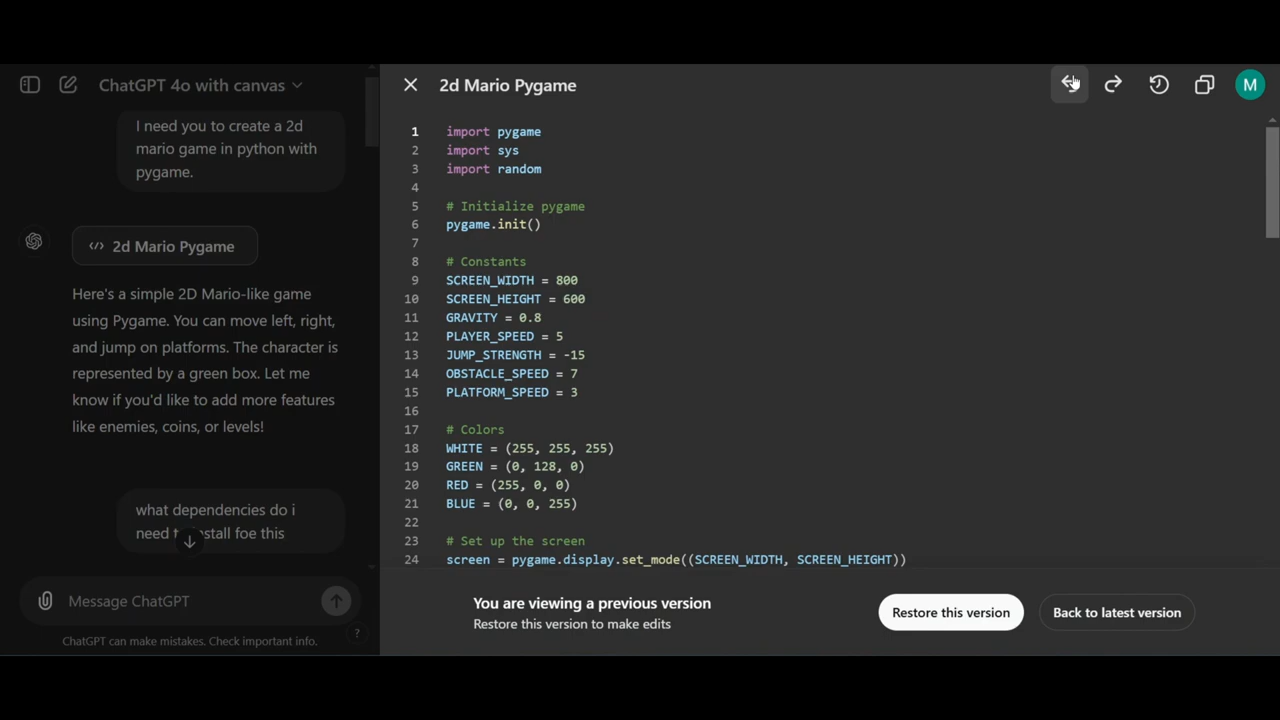 ChatGPT 4o with canvas
I need you to create a 2d
mario game in python with
pygame.
2d Mario Pygame
Here's a simple 2D Mario-like game
using Pygame. You can move left, right,
and jump on platforms. The character is
represented by a green box. Let me
know if you'd like to add more features
like enemies, coins, or levels!
what dependencies do i
need foe this
Message ChatGPT
ChatGPT can make mistakes. Check important info.
?
2d Mario Pygame
M
1 import pygame
2 import sys
3 import random
4
5 # Initialize pygame
6 pygame.init()
7
8 # Constants
9 SCREEN_WIDTH = 800
10 SCREEN_HEIGHT = 600
11 GRAVITY = 0.8
12 PLAYER_SPEED = 5
13 JUMP_STRENGTH = -15
14 OBSTACLE_SPEED = 7
15 PLATFORM_SPEED = 3
16
17 # Colors
18 WHITE = (255, 255, 255)
19 GREEN = (0, 128, 0)
20 RED = (255, 0, 0)
21 BLUE = (0, 0, 255)
22
23 # Set up the screen
24 screen = pygame.display.set_mode((SCREEN_WIDTH, SCREEN_HEIGHT))
You are viewing a previous version
Restore this version to make edits
Restore this version
Back to latest version